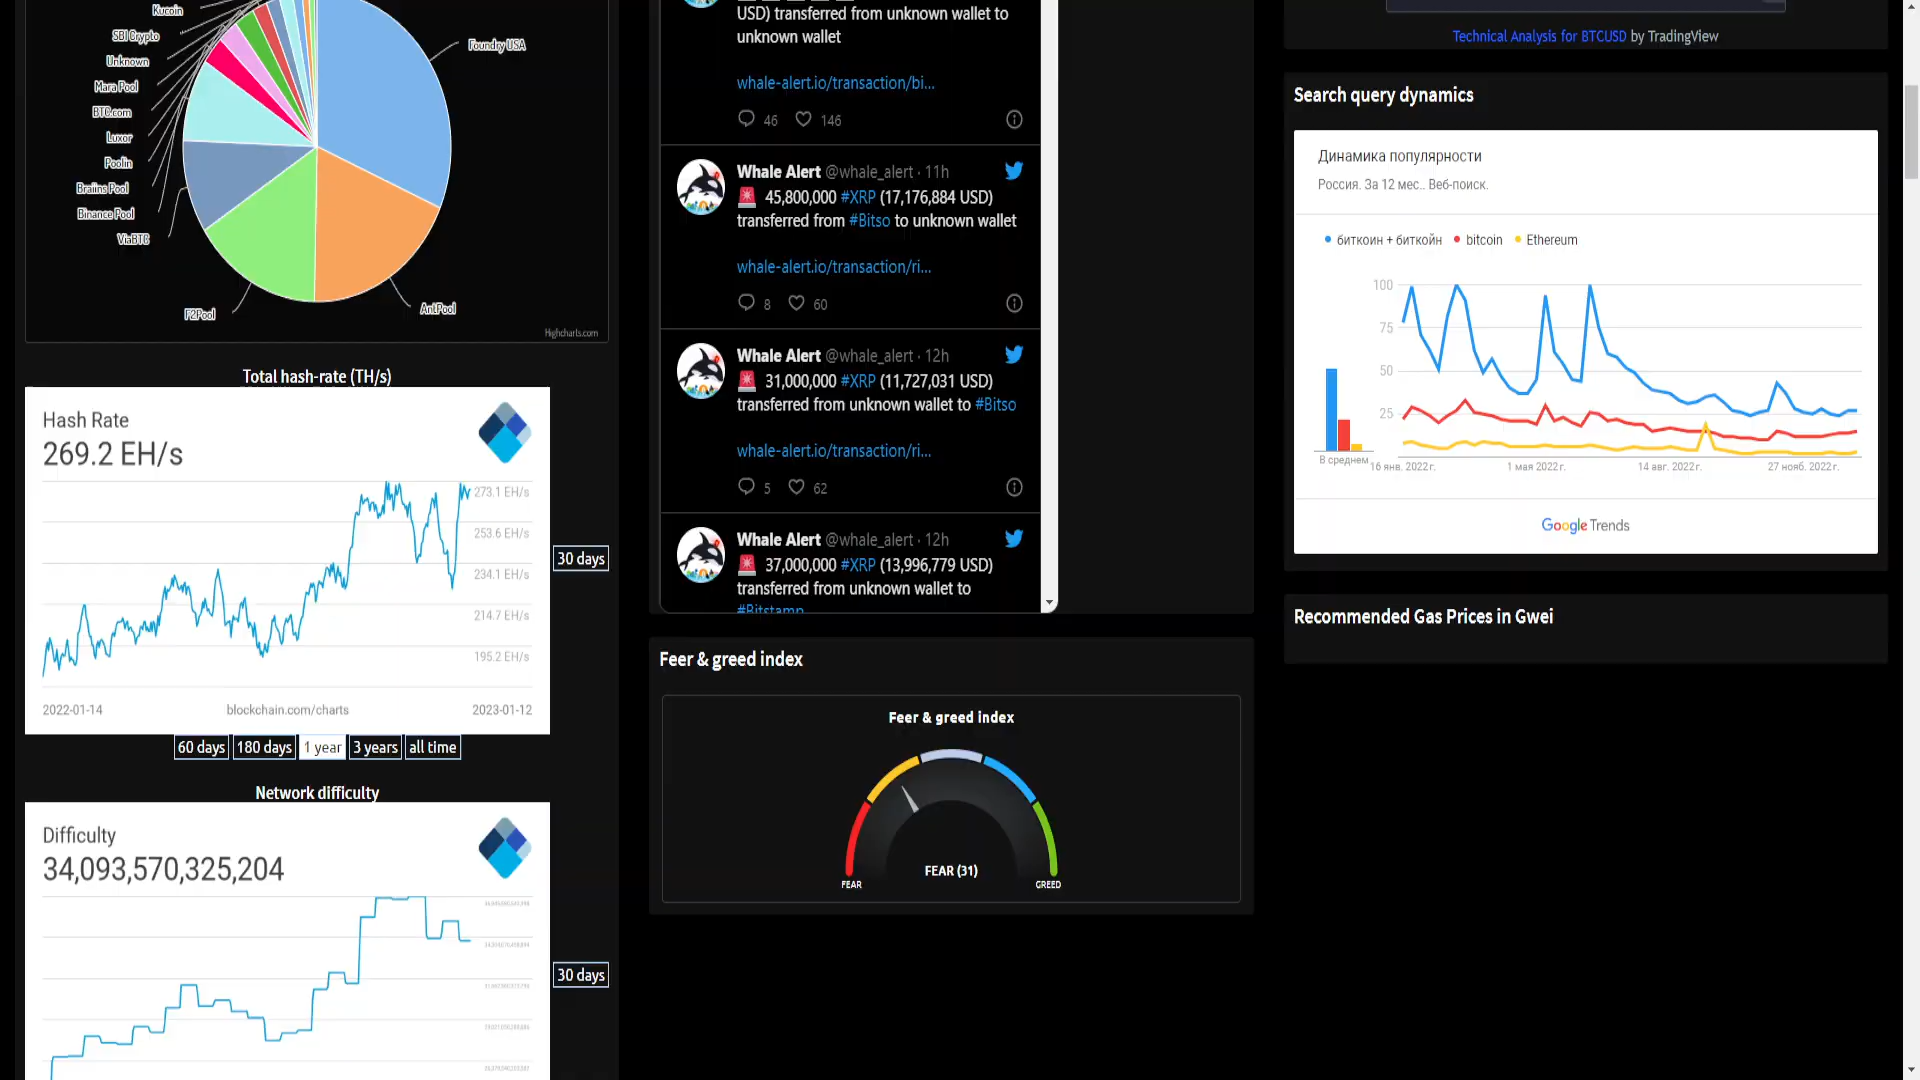 Kucoin
SBI Crypto
Unknown
Mara Pool
BTC.com
Luxor
Poolin
Braiins Pool
Binance Pool
ViaBTC
F2Pool
AntPool
Foundry USA
Highcharts.com
Total hash-rate (TH/s)
Hash Rate
269.2 EH/s
273.1 EH/s
253.6 EH/s
234.1 EH/s
214.7 EH/s
195.2 EH/s
2022-01-14 blockchain.com/charts 2023-01-12
30 days
60 days 180 days 1 year 3 years all time
Network difficulty
Difficulty
34,093,570,325,204
30 days
USD) transferred from unknown wallet to
unknown wallet
whale-alert.io/transaction/bi...
46 146
Whale Alert @whale_alert · 11h
45,800,000 #XRP (17,176,884 USD)
transferred from #Bitso to unknown wallet
whale-alert.io/transaction/ri...
8 60
Whale Alert @whale_alert · 12h
31,000,000 #XRP (11,727,031 USD)
transferred from unknown wallet to #Bitso
whale-alert.io/transaction/ri...
5 62
Whale Alert @whale_alert · 12h
37,000,000 #XRP (13,996,779 USD)
transferred from unknown wallet to
#Bitstamp
Feer & greed index
Feer & greed index
FEAR (31)
FEAR GREED
Technical Analysis for BTCUSD by TradingView
Search query dynamics
Динамика популярности
Россия. За 12 мес.. Веб-поиск.
биткоин + биткойн bitcoin Ethereum
100
75
50
25
В среднем 16 янв. 2022 г. 1 мая 2022 г. 14 авг. 2022 г. 27 нояб. 2022 г.
Google Trends
Recommended Gas Prices in Gwei